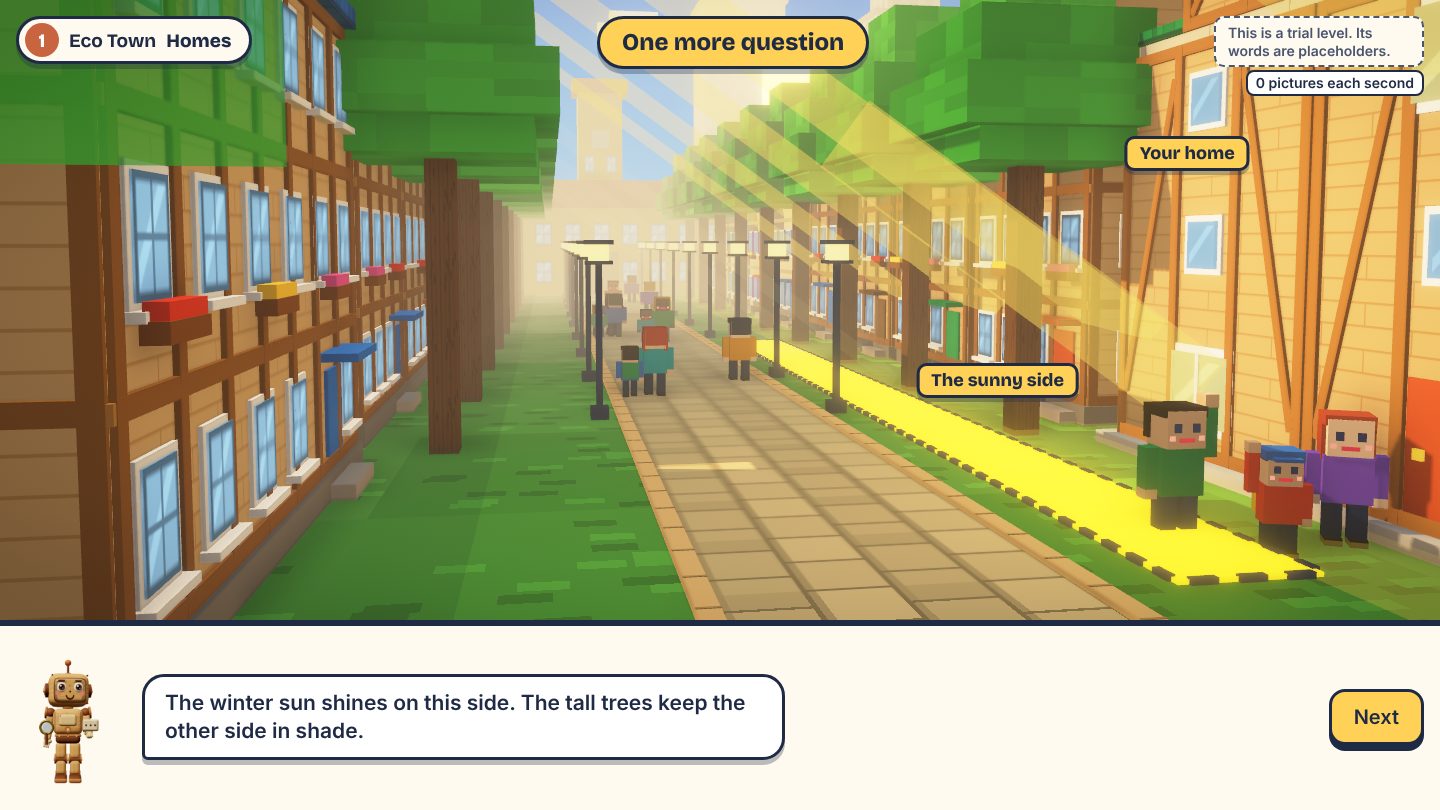 1 Eco Town Homes
One more question
This is a trial level. Its
words are placeholders.
0 pictures each second
Your home
The sunny side
The winter sun shines on this side. The tall trees keep the
other side in shade.
Next